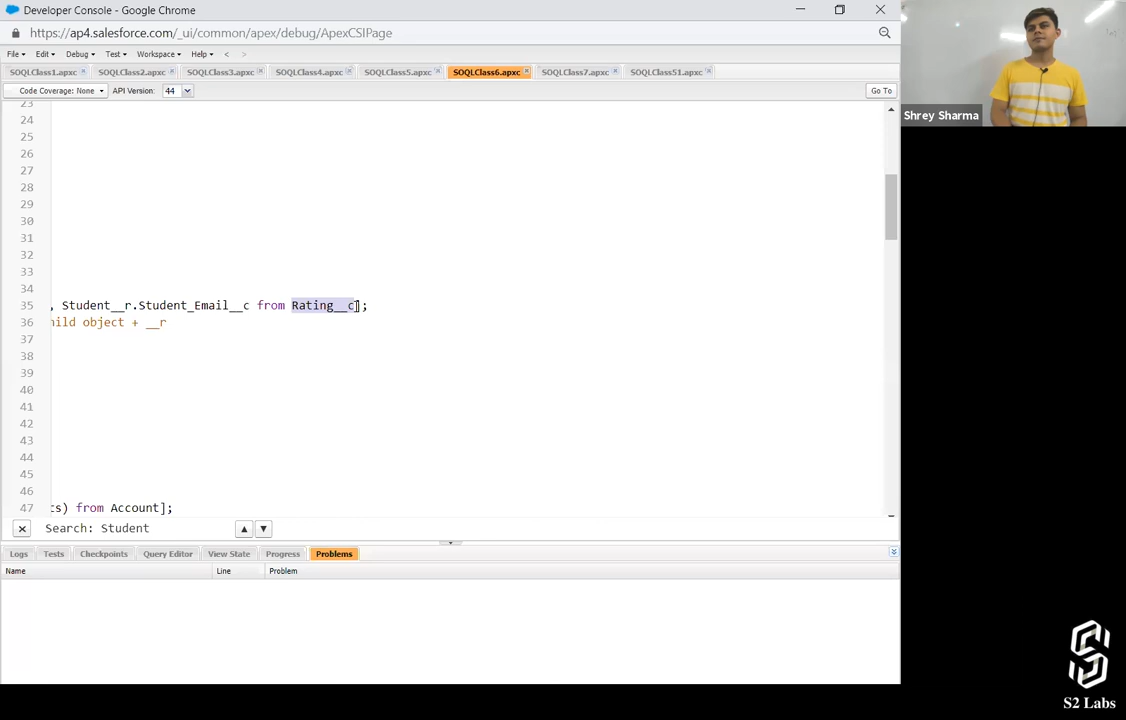 Developer Console - Google Chrome
https://ap4.salesforce.com/_ui/common/apex/debug/ApexCSIPage
File Edit Debug Test Workspace Help < >
SOQLClass1.apxc SOQLClass2.apxc SOQLClass3.apxc SOQLClass4.apxc SOQLClass5.apxc SOQLClass6.apxc SOQLClass7.apxc SOQLClass51.apxc
Code Coverage: None API Version: 44 Go To
23
24
25
26
27
28
29
30
31
32
33
34
35 , Student__r.Student_Email__c from Rating__c];
36 hild object + __r
37
38
39
40
41
42
43
44
45
46
47 ts) from Account];
Search: Student
Logs Tests Checkpoints Query Editor View State Progress Problems
Name Line Problem
Shrey Sharma
S2 Labs